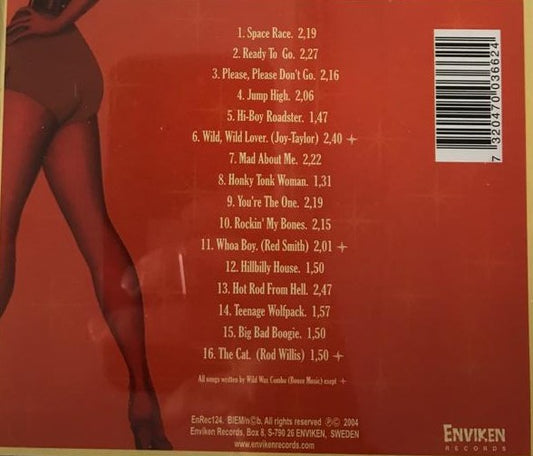 1. Space Race. 2,19
2. Ready To Go. 2,27
3. Please, Please Don't Go. 2,16
4. Jump High. 2,06
5. Hi-Boy Roadster. 1,47
6. Wild, Wild Lover. (Joy-Taylor) 2,40 +
7. Mad About Me. 2,22
8. Honky Tonk Woman. 1,31
9. You're The One. 2,19
10. Rockin' My Bones. 2,15
11. Whoa Boy. (Red Smith) 2,01 +
12. Hillbilly House. 1,50
13. Hot Rod From Hell. 2,47
14. Teenage Wolfpack. 1,57
15. Big Bad Boogie. 1,50
16. The Cat. (Rod Willis) 1,50 +
All songs written by Wild Wax Combo (Bonza Music) exept +
EnRec124. BIEM/n©b. All rights reserved ℗© 2004
Enviken Records, Box 8, S-790 26 ENVIKEN, SWEDEN
www.envikenrecords.com
ENVIKEN
RECORDS
7 320470 036624